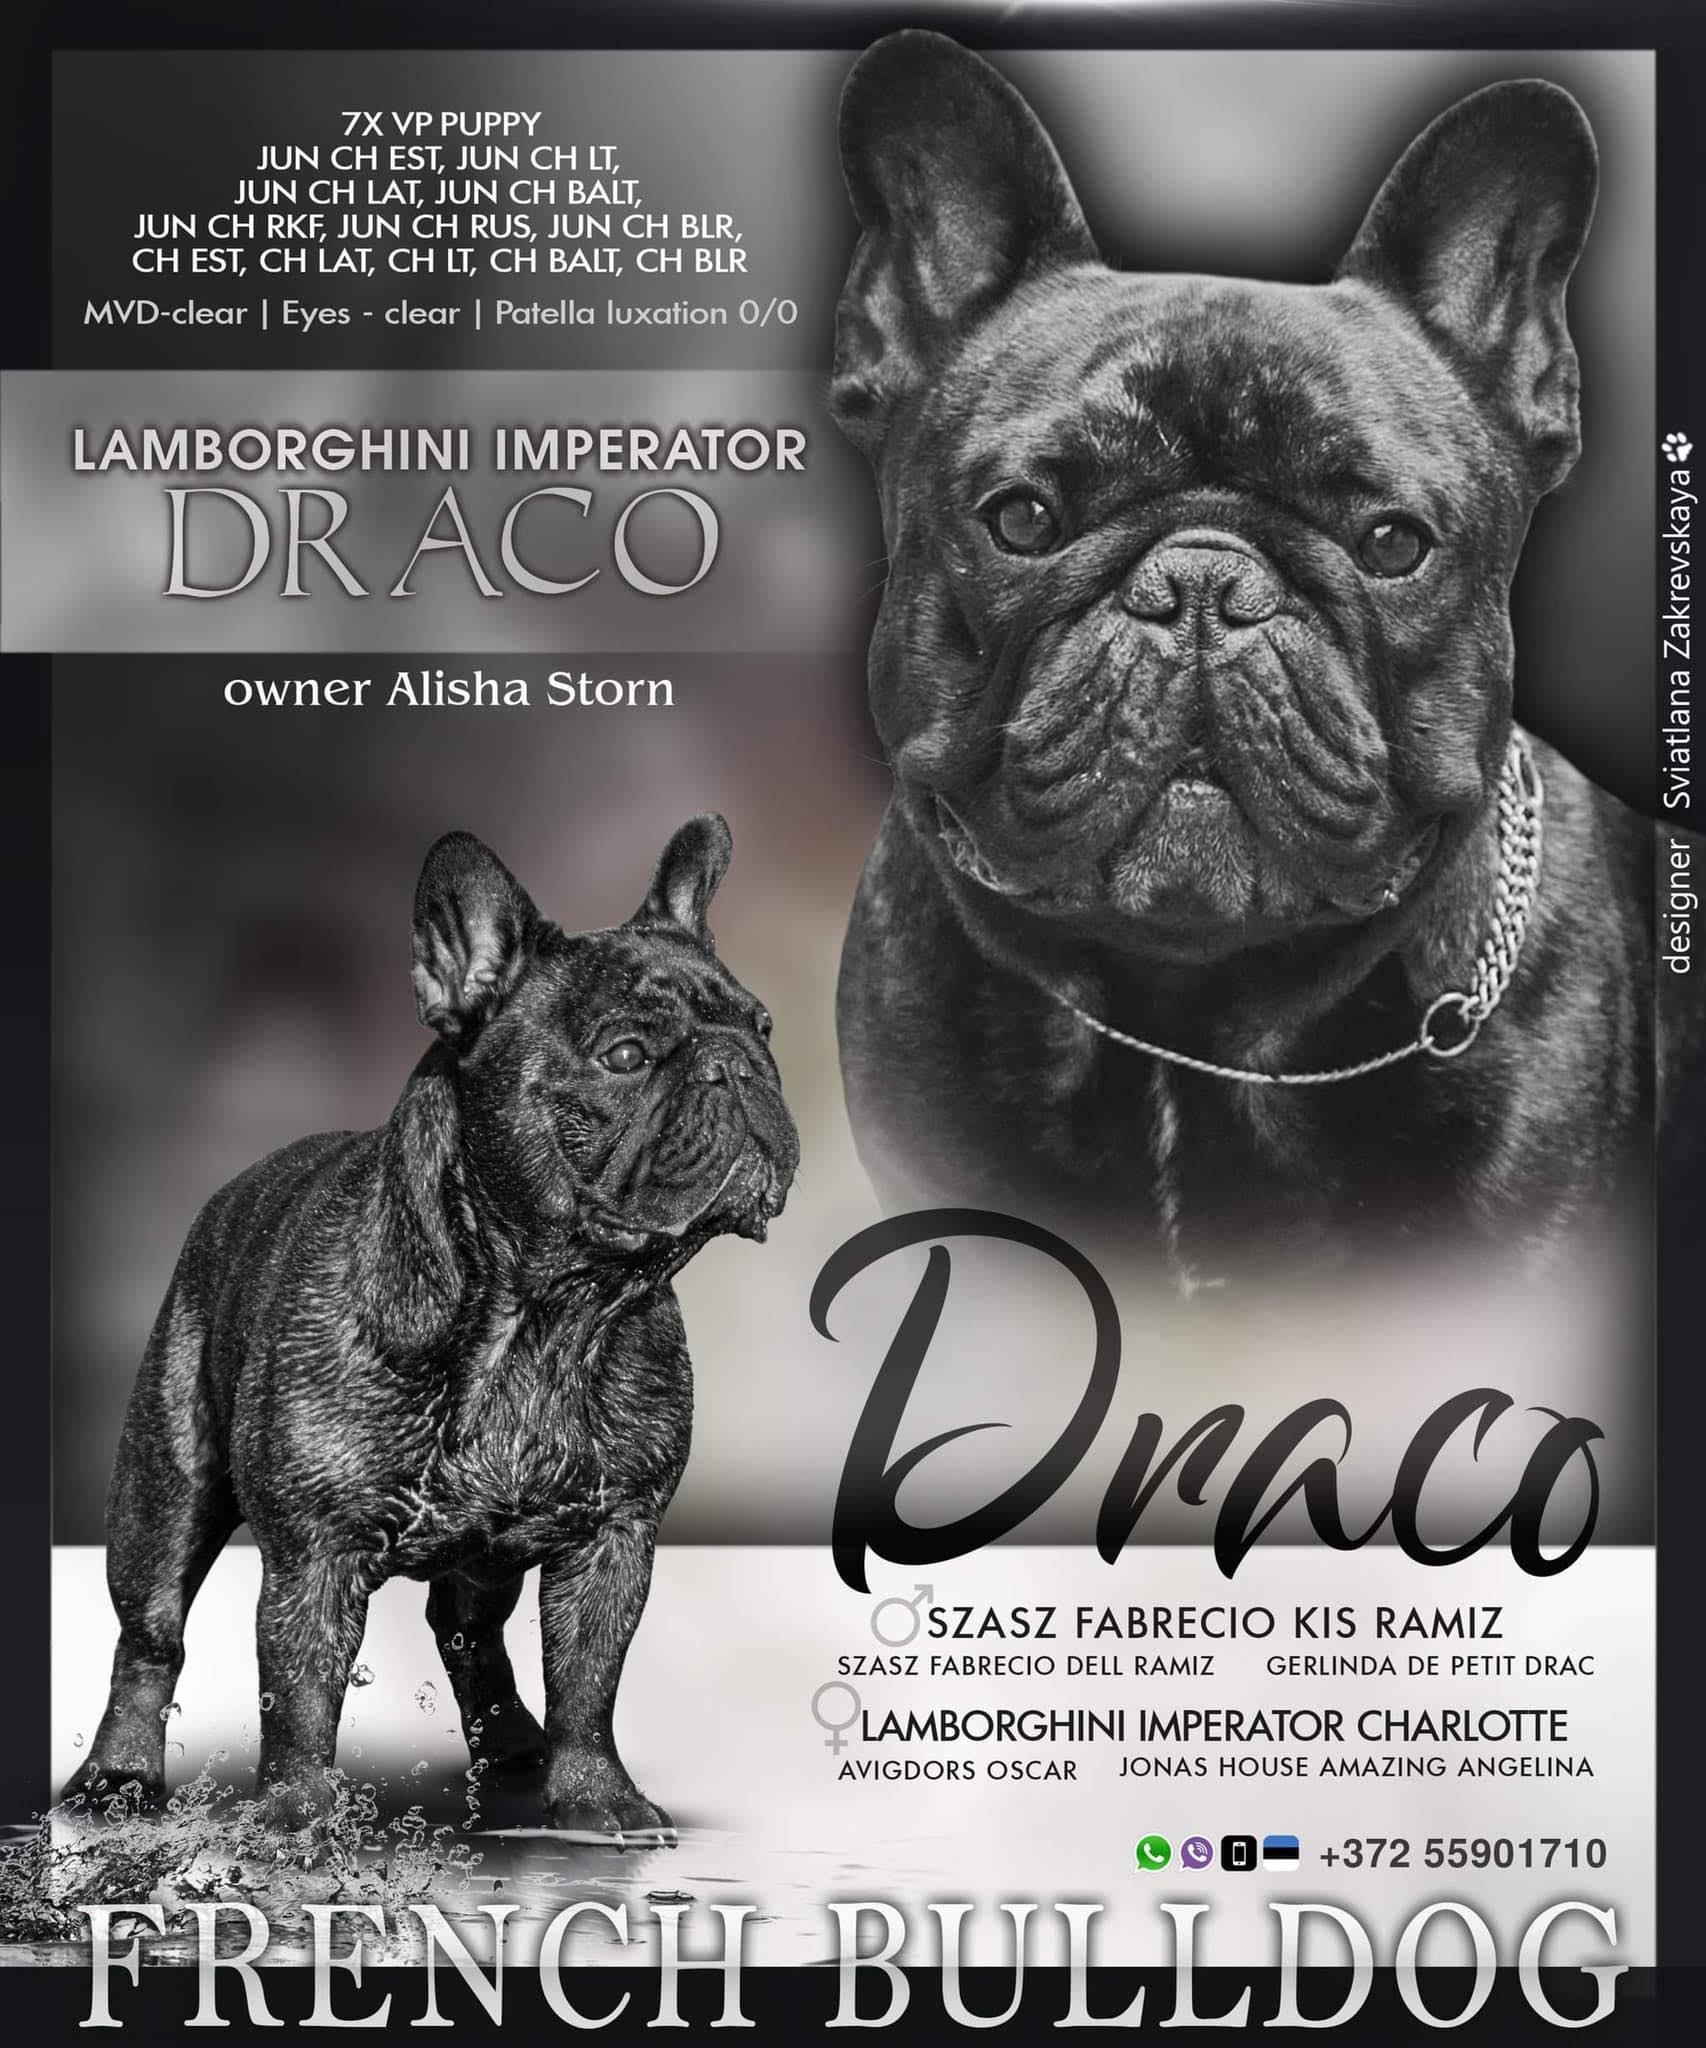 7X VP PUPPY
JUN CH EST, JUN CH LT,
JUN CH LAT, JUN CH BALT,
JUN CH RKF, JUN CH RUS, JUN CH BLR,
CH EST, CH LAT, CH LT, CH BALT, CH BLR
MVD-clear | Eyes - clear | Patella luxation 0/0
LAMBORGHINI IMPERATOR
DRACO
owner Alisha Storn
designer Sviatlana Zakrevskaya
Draco
SZASZ FABRECIO KIS RAMIZ
SZASZ FABRECIO DELL RAMIZ GERLINDA DE PETIT DRAC
LAMBORGHINI IMPERATOR CHARLOTTE
AVIGDORS OSCAR JONAS HOUSE AMAZING ANGELINA
+372 55901710
FRENCH BULLDOG